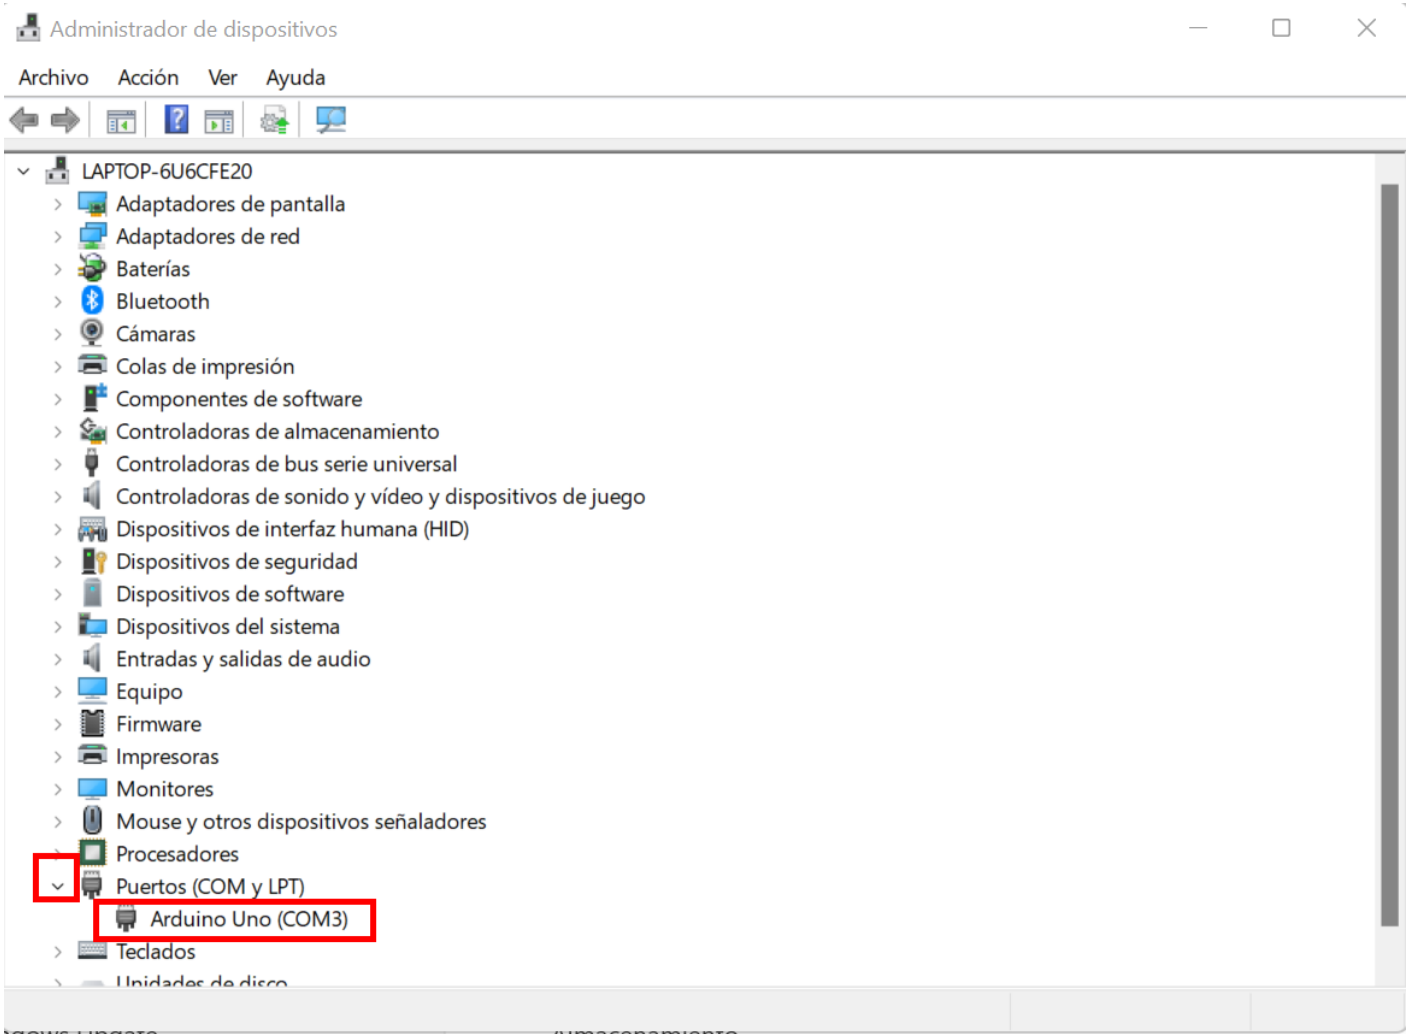 Administrador de dispositivos
Archivo Acción Ver Ayuda
LAPTOP-6U6CFE20
Adaptadores de pantalla
Adaptadores de red
Baterías
Bluetooth
Cámaras
Colas de impresión
Componentes de software
Controladoras de almacenamiento
Controladoras de bus serie universal
Controladoras de sonido y vídeo y dispositivos de juego
Dispositivos de interfaz humana (HID)
Dispositivos de seguridad
Dispositivos de software
Dispositivos del sistema
Entradas y salidas de audio
Equipo
Firmware
Impresoras
Monitores
Mouse y otros dispositivos señaladores
Procesadores
Puertos (COM y LPT)
Arduino Uno (COM3)
Teclados
Unidades de disco